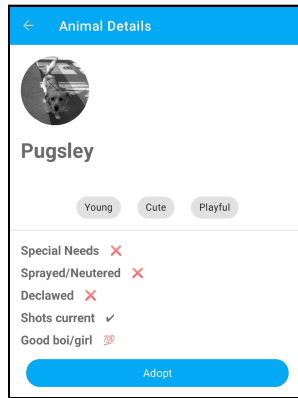 ← Animal Details
Pugsley
Young Cute Playful
Special Needs ❌
Sprayed/Neutered ❌
Declawed ❌
Shots current ✔
Good boi/girl 💯
Adopt